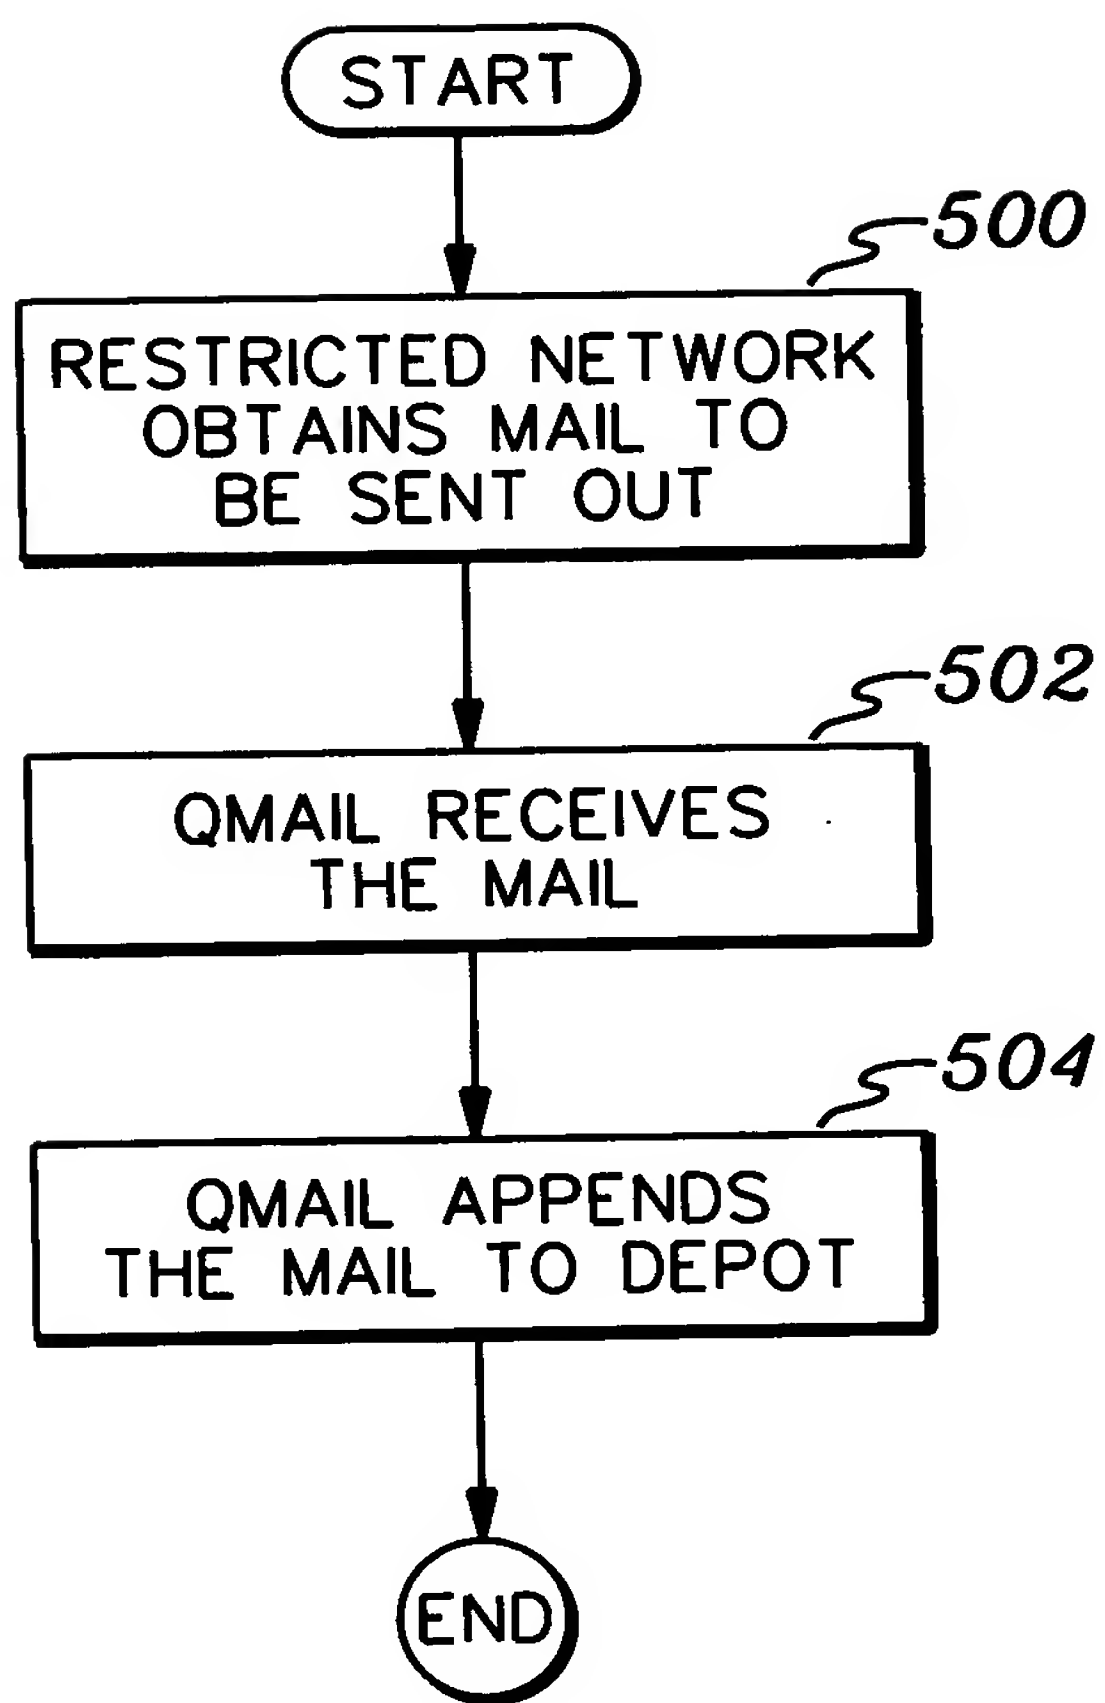 START
500
RESTRICTED NETWORK
OBTAINS MAIL TO
BE SENT OUT
502
QMAIL RECEIVES
THE MAIL
504
QMAIL APPENDS
THE MAIL TO DEPOT
END